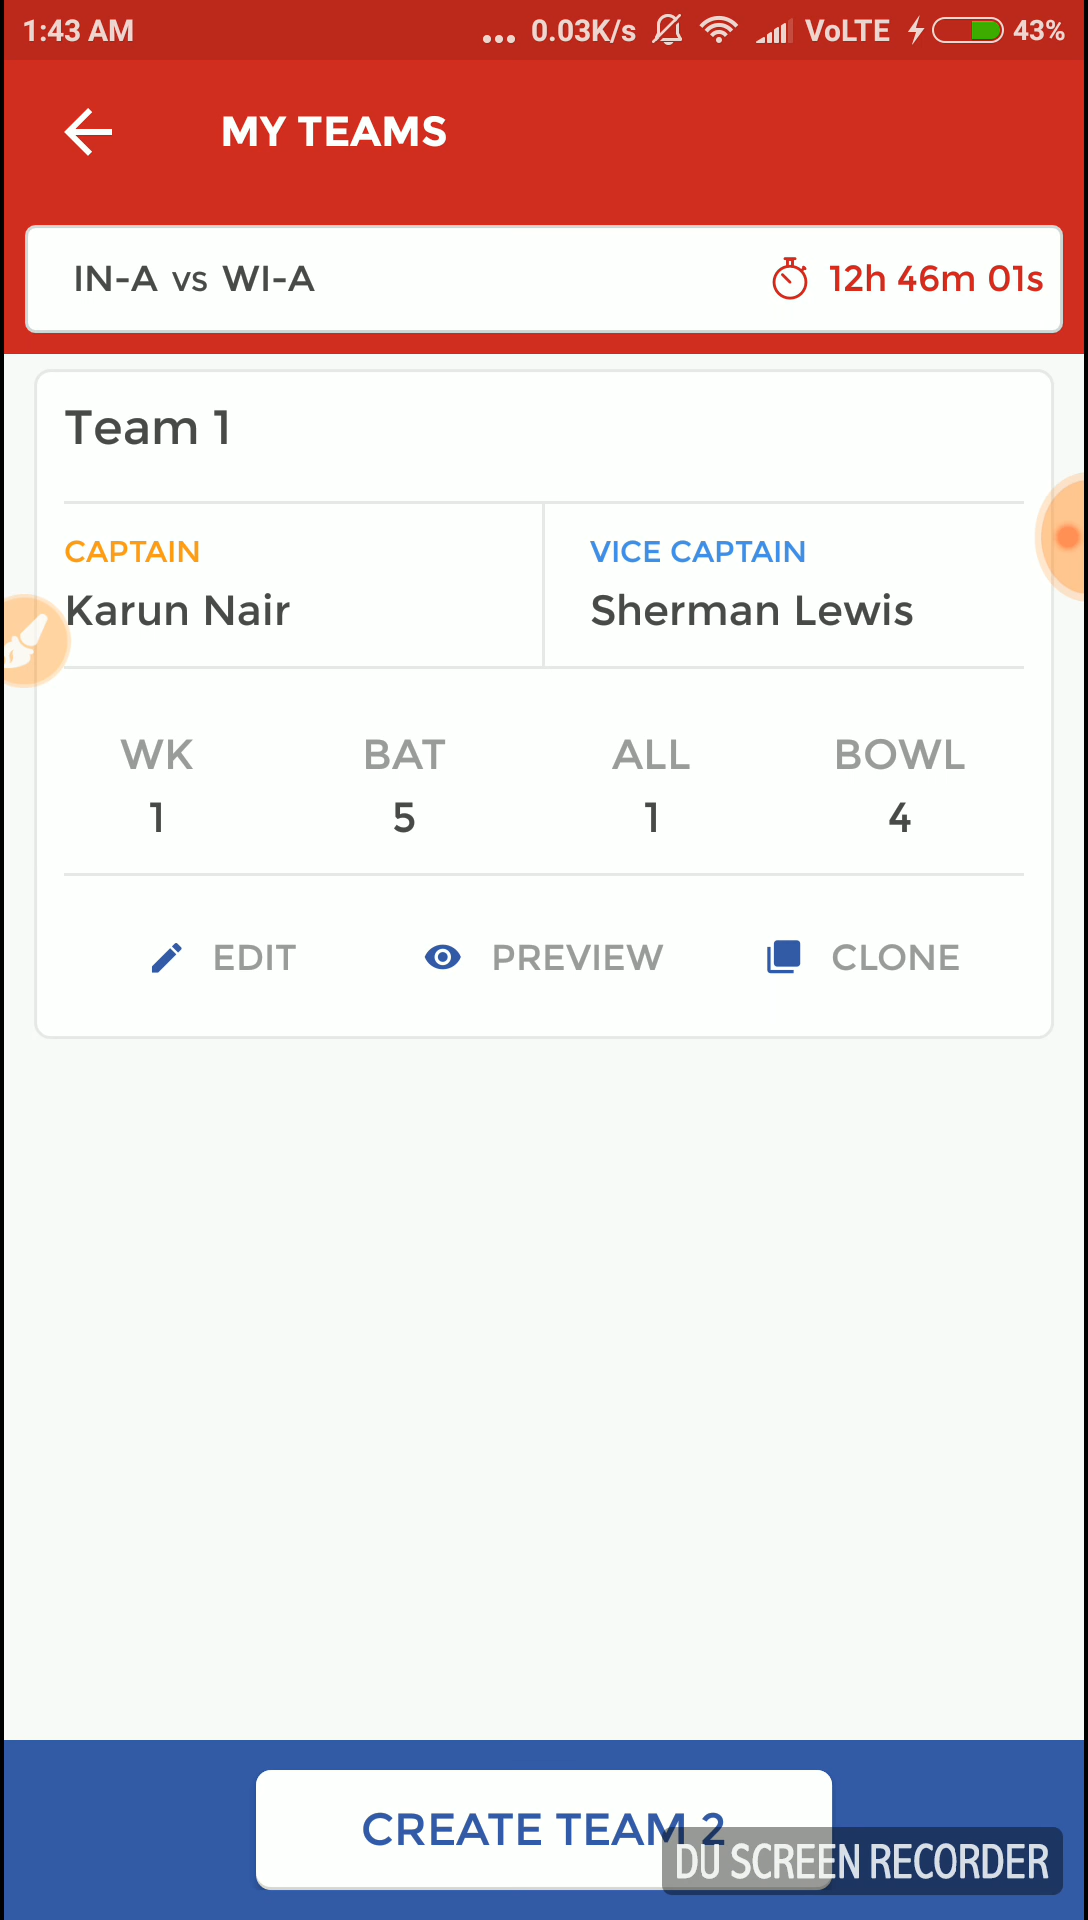 1:43 AM ... 0.03K/s VoLTE 43%
MY TEAMS
IN-A vs WI-A 12h 46m 01s
Team 1
CAPTAIN VICE CAPTAIN
Karun Nair Sherman Lewis
WK BAT ALL BOWL
1 5 1 4
EDIT PREVIEW CLONE
CREATE TEAM 2
DU SCREEN RECORDER